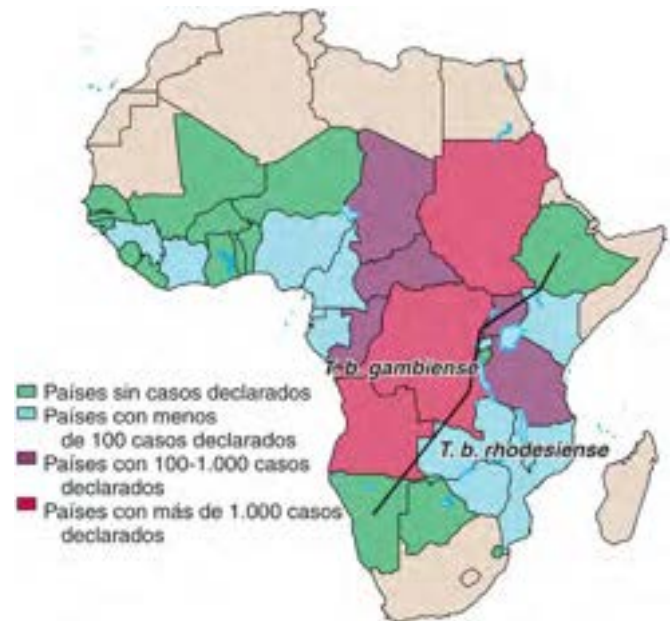 T. b. gambiense
Países sin casos declarados
Países con menos
de 100 casos declarados
T. b. rhodesiense
Países con 100-1.000 casos
declarados
Países con más de 1.000 casos
declarados